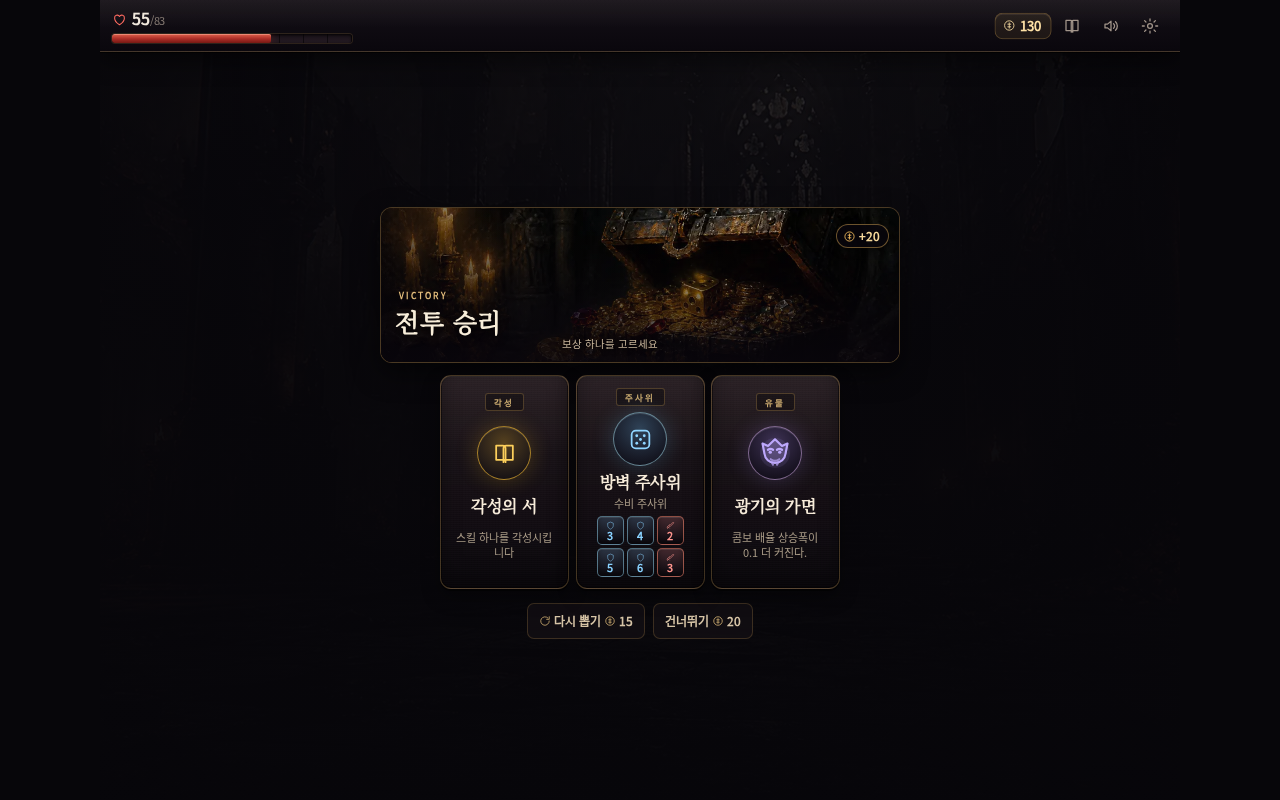 55/83
130
+20
VICTORY
전투 승리
보상 하나를 고르세요
각성
각성의 서
스킬 하나를 각성시킵
니다
주사위
방벽 주사위
수비 주사위
3 4 2
5 6 3
유물
광기의 가면
콤보 배율 상승폭이
0.1 더 커진다.
다시 뽑기 15
건너뛰기 20